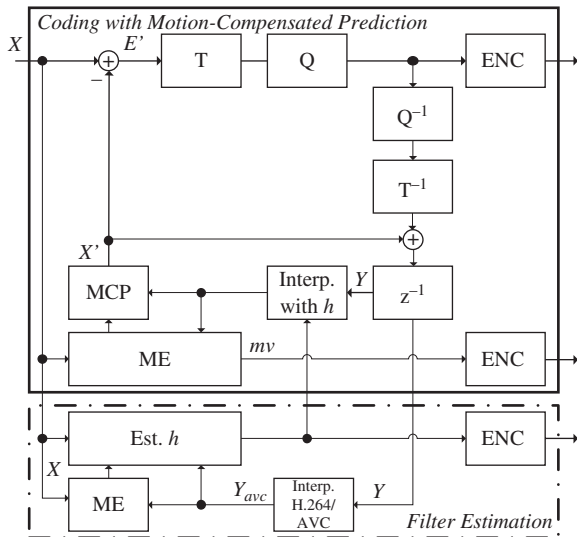 Coding with Motion-Compensated Prediction
X
E'
T
Q
ENC
−
Q⁻¹
T⁻¹
X'
MCP
Interp.
with h
Y
z⁻¹
ME
mv
ENC
Est. h
ENC
X
ME
Y_avc
Interp.
H.264/
AVC
Y
Filter Estimation